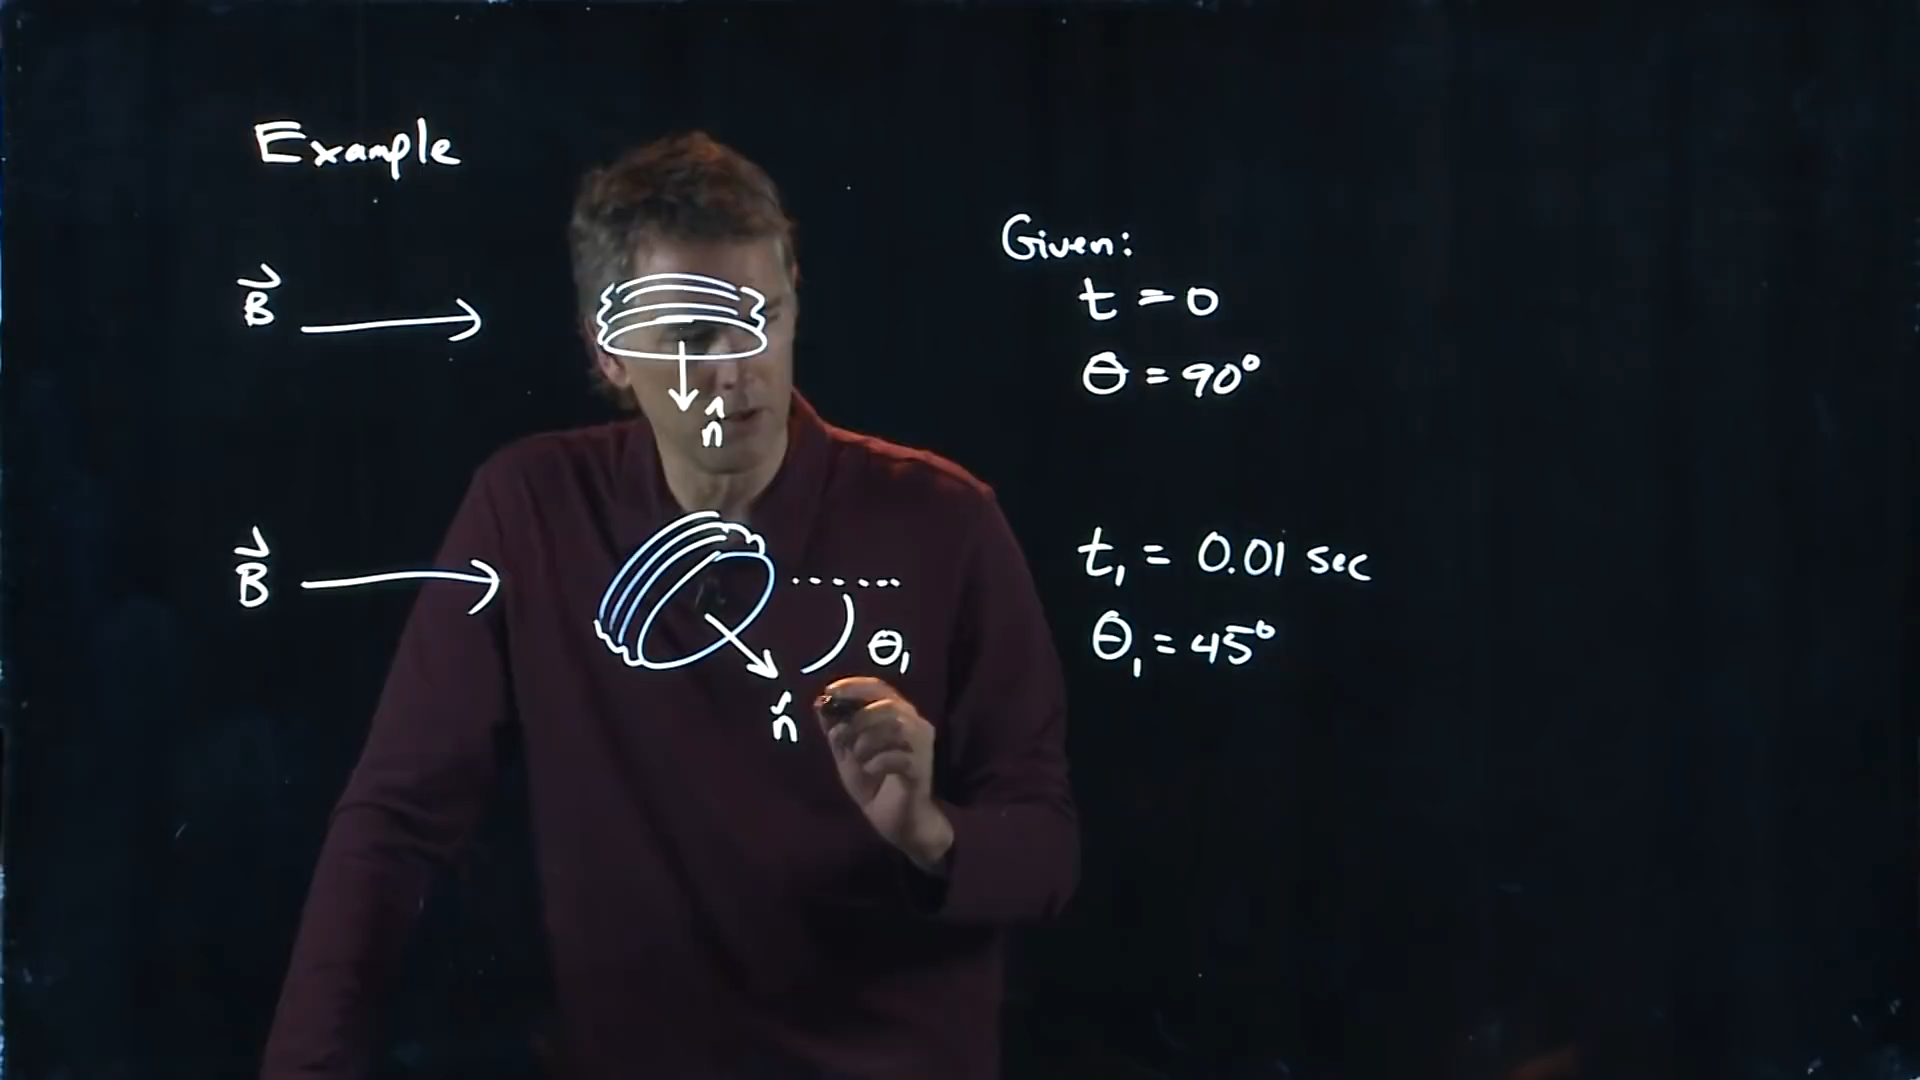 Example
Given:
B⃗
t = 0
θ = 90°
n̂
B⃗
t₁ = 0.01 sec
θ₁
θ₁ = 45°
n̂